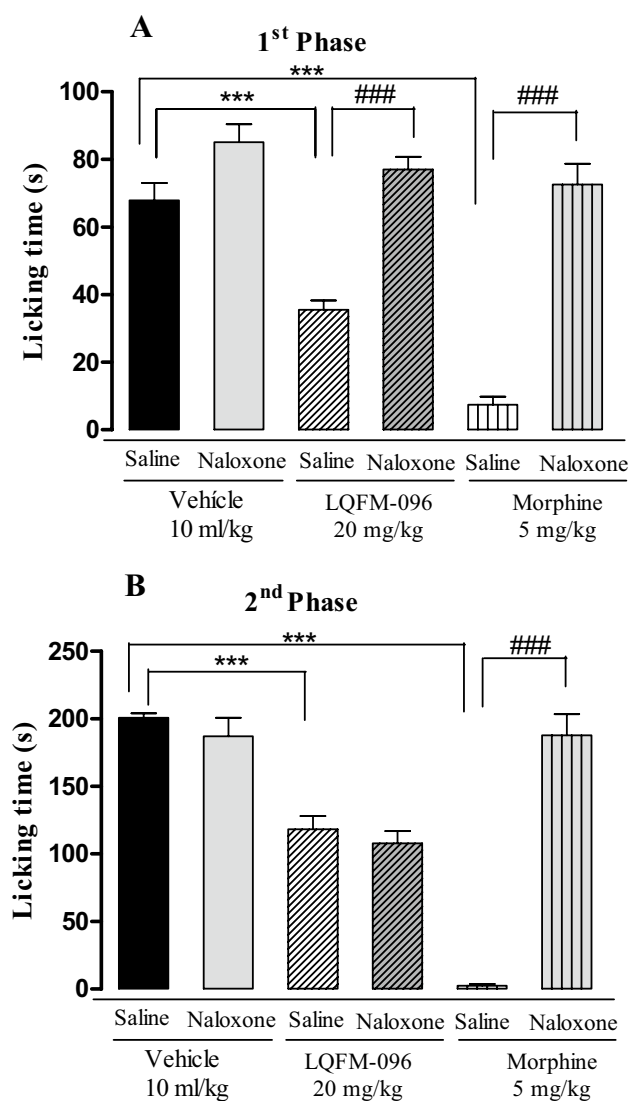 A
1st Phase
***
*** ### ###
Licking time (s)
100
80
60
40
20
0
Saline Naloxone Saline Naloxone Saline Naloxone
Vehícle LQFM-096 Morphine
10 ml/kg 20 mg/kg 5 mg/kg
B
2nd Phase
***
*** ###
Licking time (s)
250
200
150
100
50
0
Saline Naloxone Saline Naloxone Saline Naloxone
Vehicle LQFM-096 Morphine
10 ml/kg 20 mg/kg 5 mg/kg